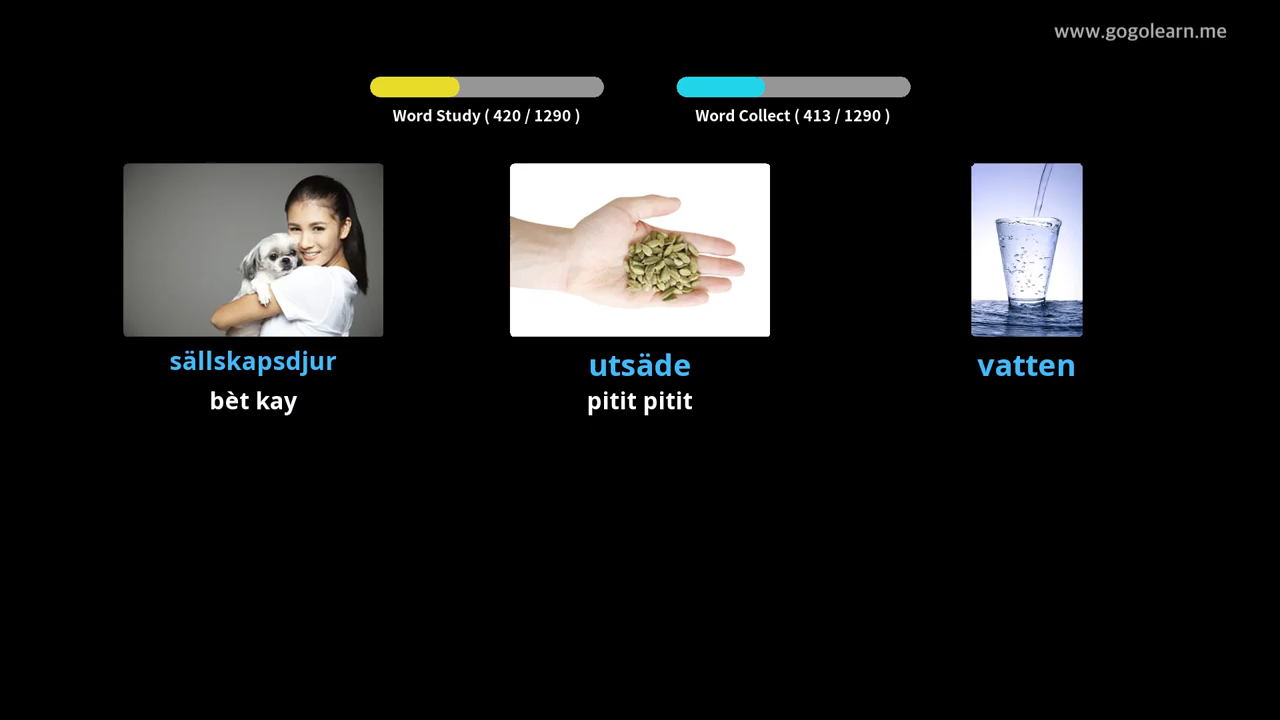 www.gogolearn.me
Word Study ( 420 / 1290 )
Word Collect ( 413 / 1290 )
sällskapsdjur
utsäde
vatten
bèt kay
pitit pitit